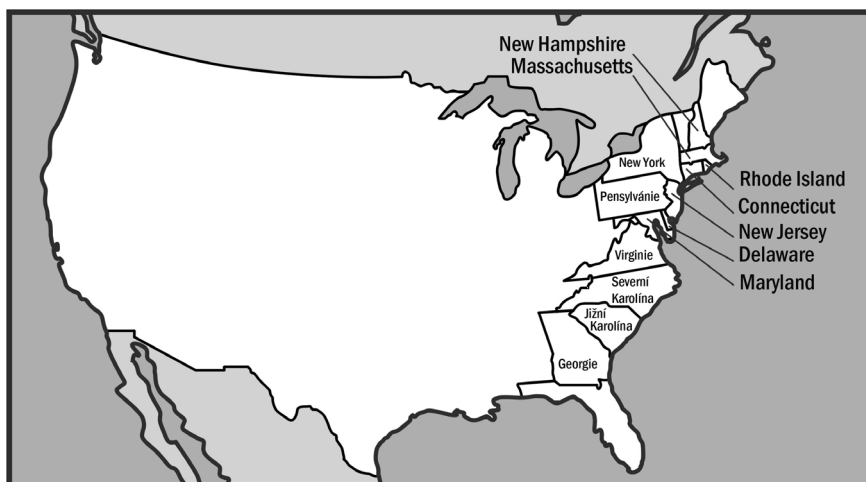 New Hampshire
Massachusetts
New York
Pensylvánie
Rhode Island
Connecticut
New Jersey
Delaware
Maryland
Virginie
Severní
Karolína
Jižní
Karolína
Georgie